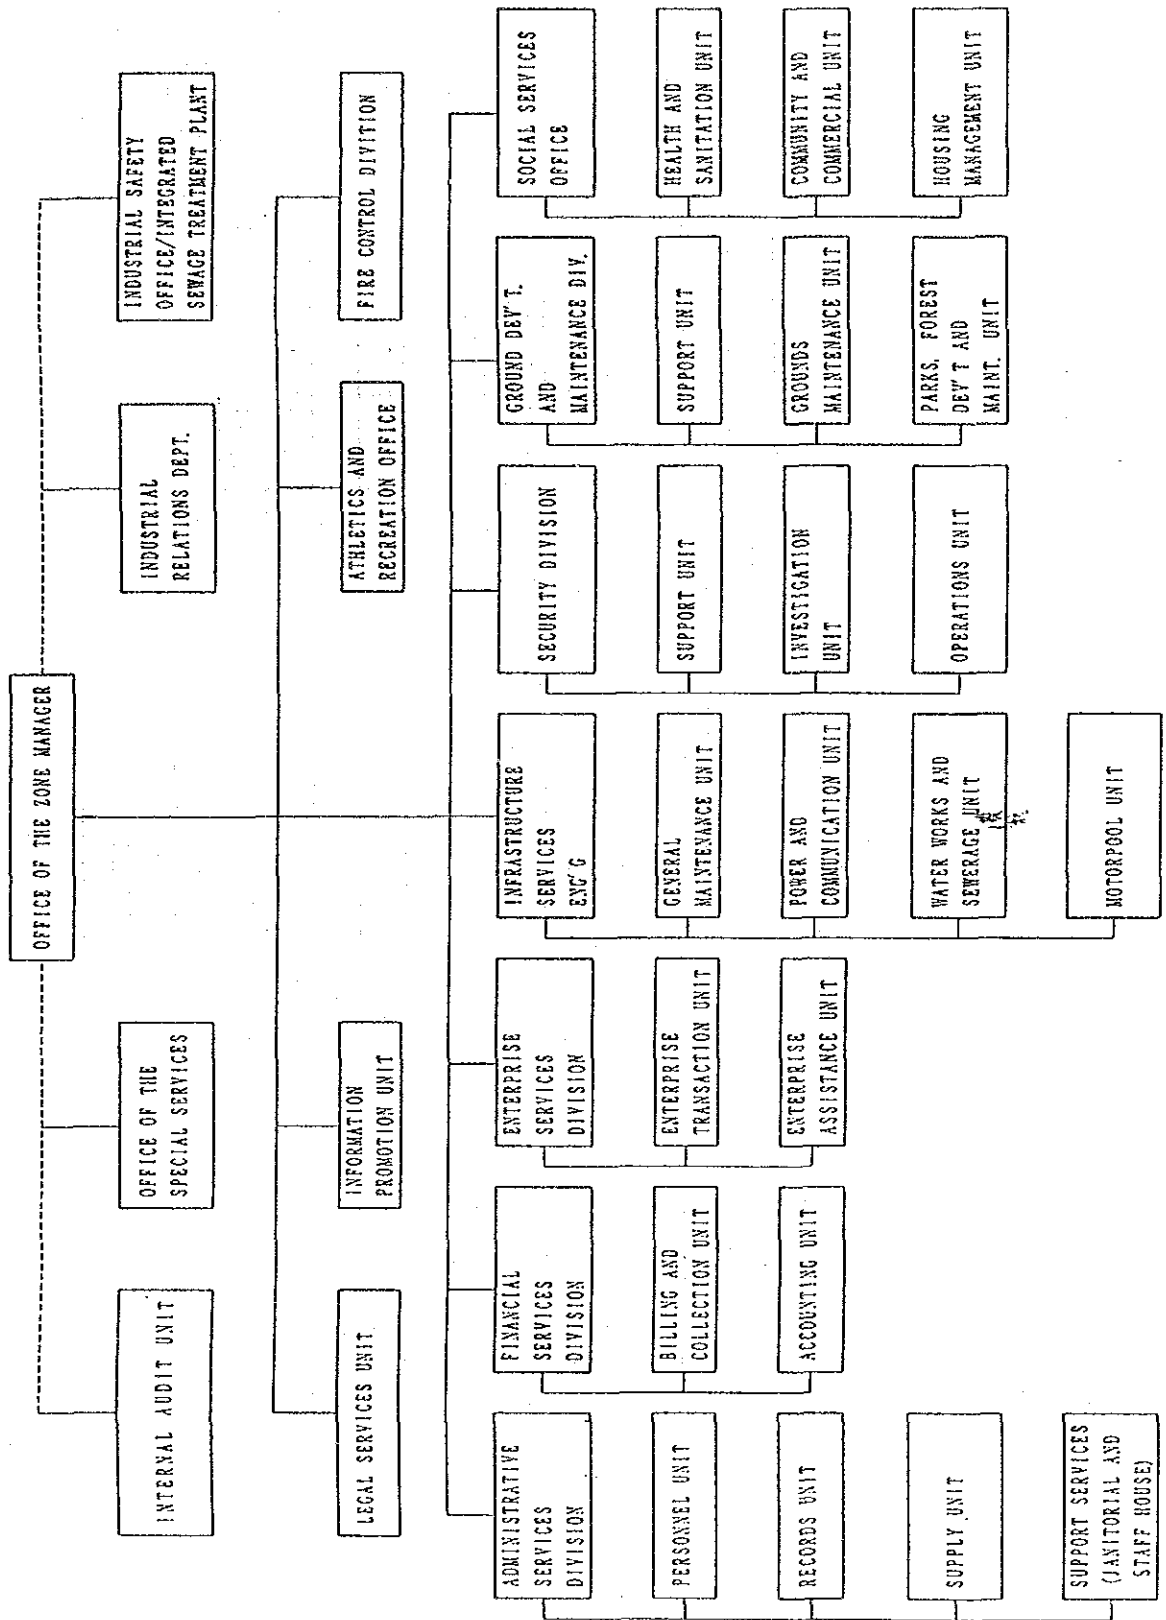 OFFICE OF THE ZONE MANAGER
INTERNAL AUDIT UNIT
OFFICE OF THE
SPECIAL SERVICES
INDUSTRIAL
RELATIONS DEPT.
INDUSTRIAL SAFETY
OFFICE/INTEGRATED
SEWAGE TREATMENT PLANT
LEGAL SERVICES UNIT
INFORMATION
PROMOTION UNIT
ATHLETICS AND
RECREATION OFFICE
FIRE CONTROL DIVITION
ADMINISTRATIVE
SERVICES
DIVISION
PERSONNEL UNIT
RECORDS UNIT
SUPPLY UNIT
SUPPORT SERVICES
(JANITORIAL AND
STAFF HOUSE)
FINANCIAL
SERVICES
DIVISION
BILLING AND
COLLECTION UNIT
ACCOUNTING UNIT
ENTERPRISE
SERVICES
DIVISION
ENTERPRISE
TRANSACTION UNIT
ENTERPRISE
ASSISTANCE UNIT
INFRASTRUCTURE
SERVICES
ENG'G
GENERAL
MAINTENANCE UNIT
POWER AND
COMMUNICATION UNIT
WATER WORKS AND
SEWERAGE UNIT
MOTORPOOL UNIT
SECURITY DIVISION
SUPPORT UNIT
INVESTIGATION
UNIT
OPERATIONS UNIT
GROUND DEV'T.
AND
MAINTENANCE DIV.
SUPPORT UNIT
GROUNDS
MAINTENANCE UNIT
PARKS, FOREST
DEV'T AND
MAINT. UNIT
SOCIAL SERVICES
OFFICE
HEALTH AND
SANITATION UNIT
COMMUNITY AND
COMMERCIAL UNIT
HOUSING
MANAGEMENT UNIT